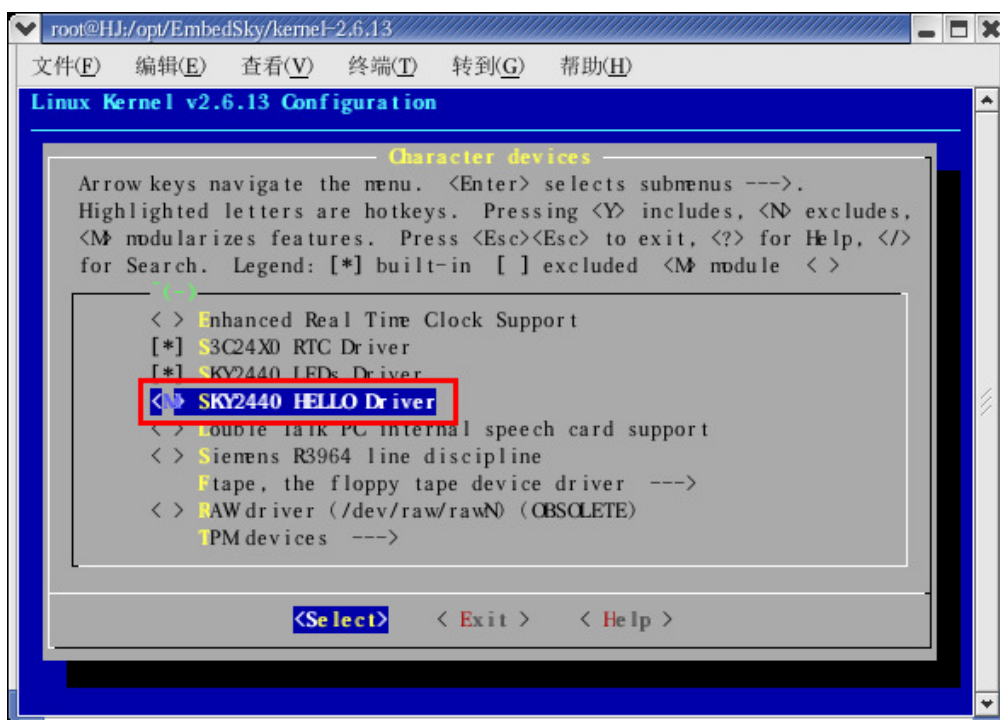 root@HJ:/opt/EmbedSky/kernel-2.6.13
文件(F) 编辑(E) 查看(V) 终端(T) 转到(G) 帮助(H)
Linux Kernel v2.6.13 Configuration
Character devices
Arrow keys navigate the menu. <Enter> selects submenus --->.
Highlighted letters are hotkeys. Pressing <Y> includes, <N> excludes,
<M> modularizes features. Press <Esc><Esc> to exit, <?> for Help, </>
for Search. Legend: [*] built-in [ ] excluded <M> module < >
^(-)
< > Enhanced Real Time Clock Support
[*] S3C24X0 RTC Driver
[*] SKY2440 LEDs Driver
<M> SKY2440 HELLO Driver
< > Double Talk PC internal speech card support
< > Siemens R3964 line discipline
Ftape, the floppy tape device driver --->
< > RAW driver (/dev/raw/rawN) (OBSOLETE)
TPM devices --->
<Select> < Exit > < Help >